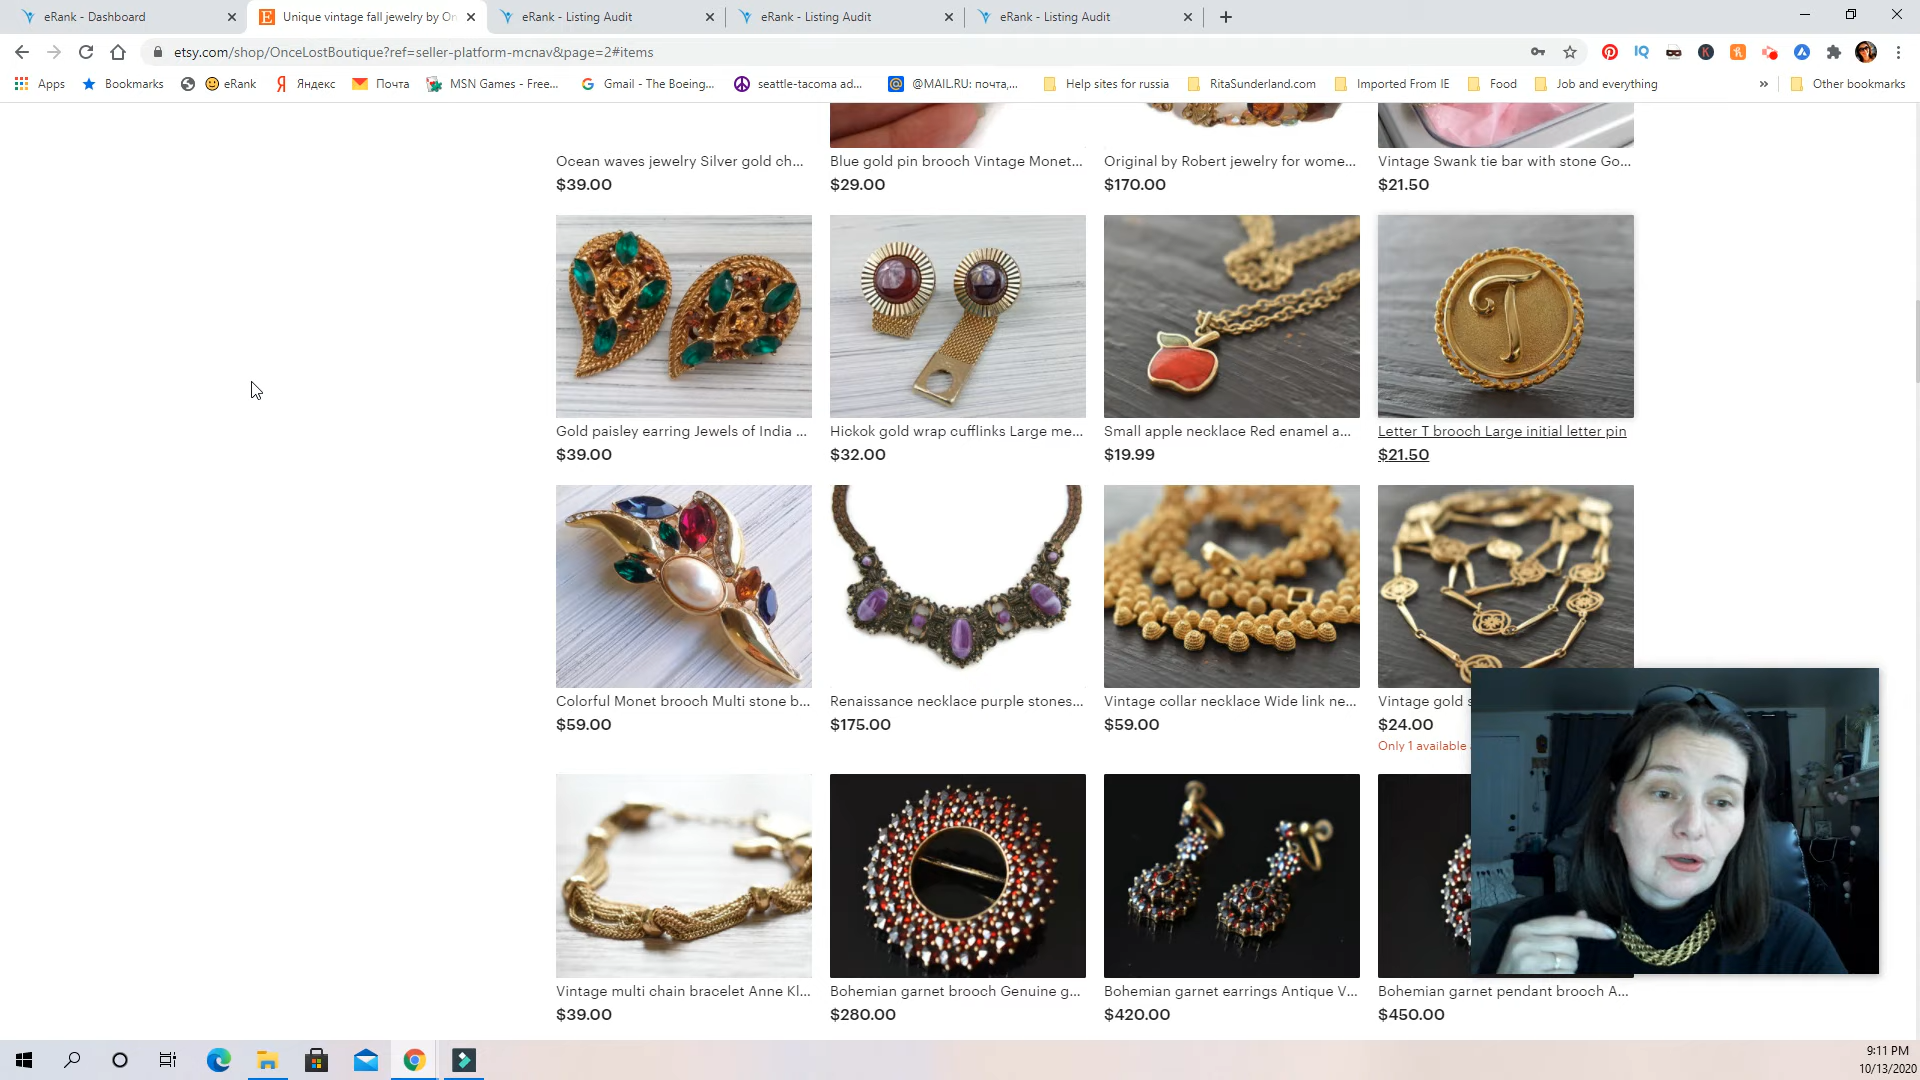 eRank - Dashboard
Unique vintage fall jewelry by On
eRank - Listing Audit
eRank - Listing Audit
eRank - Listing Audit
etsy.com/shop/OnceLostBoutique?ref=seller-platform-mcnav&page=2#items
Apps
Bookmarks
eRank
Яндекс
Почта
MSN Games - Free...
Gmail - The Boeing...
seattle-tacoma ad...
@MAIL.RU: почта,...
Help sites for russia
RitaSunderland.com
Imported From IE
Food
Job and everything
»
Other bookmarks
Ocean waves jewelry Silver gold ch...
$39.00
Blue gold pin brooch Vintage Monet...
$29.00
Original by Robert jewelry for wome...
$170.00
Vintage Swank tie bar with stone Go...
$21.50
Gold paisley earring Jewels of India ...
$39.00
Hickok gold wrap cufflinks Large me...
$32.00
Small apple necklace Red enamel a...
$19.99
Letter T brooch Large initial letter pin
$21.50
Colorful Monet brooch Multi stone b...
$59.00
Renaissance necklace purple stones...
$175.00
Vintage collar necklace Wide link ne...
$59.00
Vintage gold
$24.00
Only 1 available
Vintage multi chain bracelet Anne Kl...
$39.00
Bohemian garnet brooch Genuine g...
$280.00
Bohemian garnet earrings Antique V...
$420.00
Bohemian garnet pendant brooch A...
$450.00
9:11 PM
10/13/2020